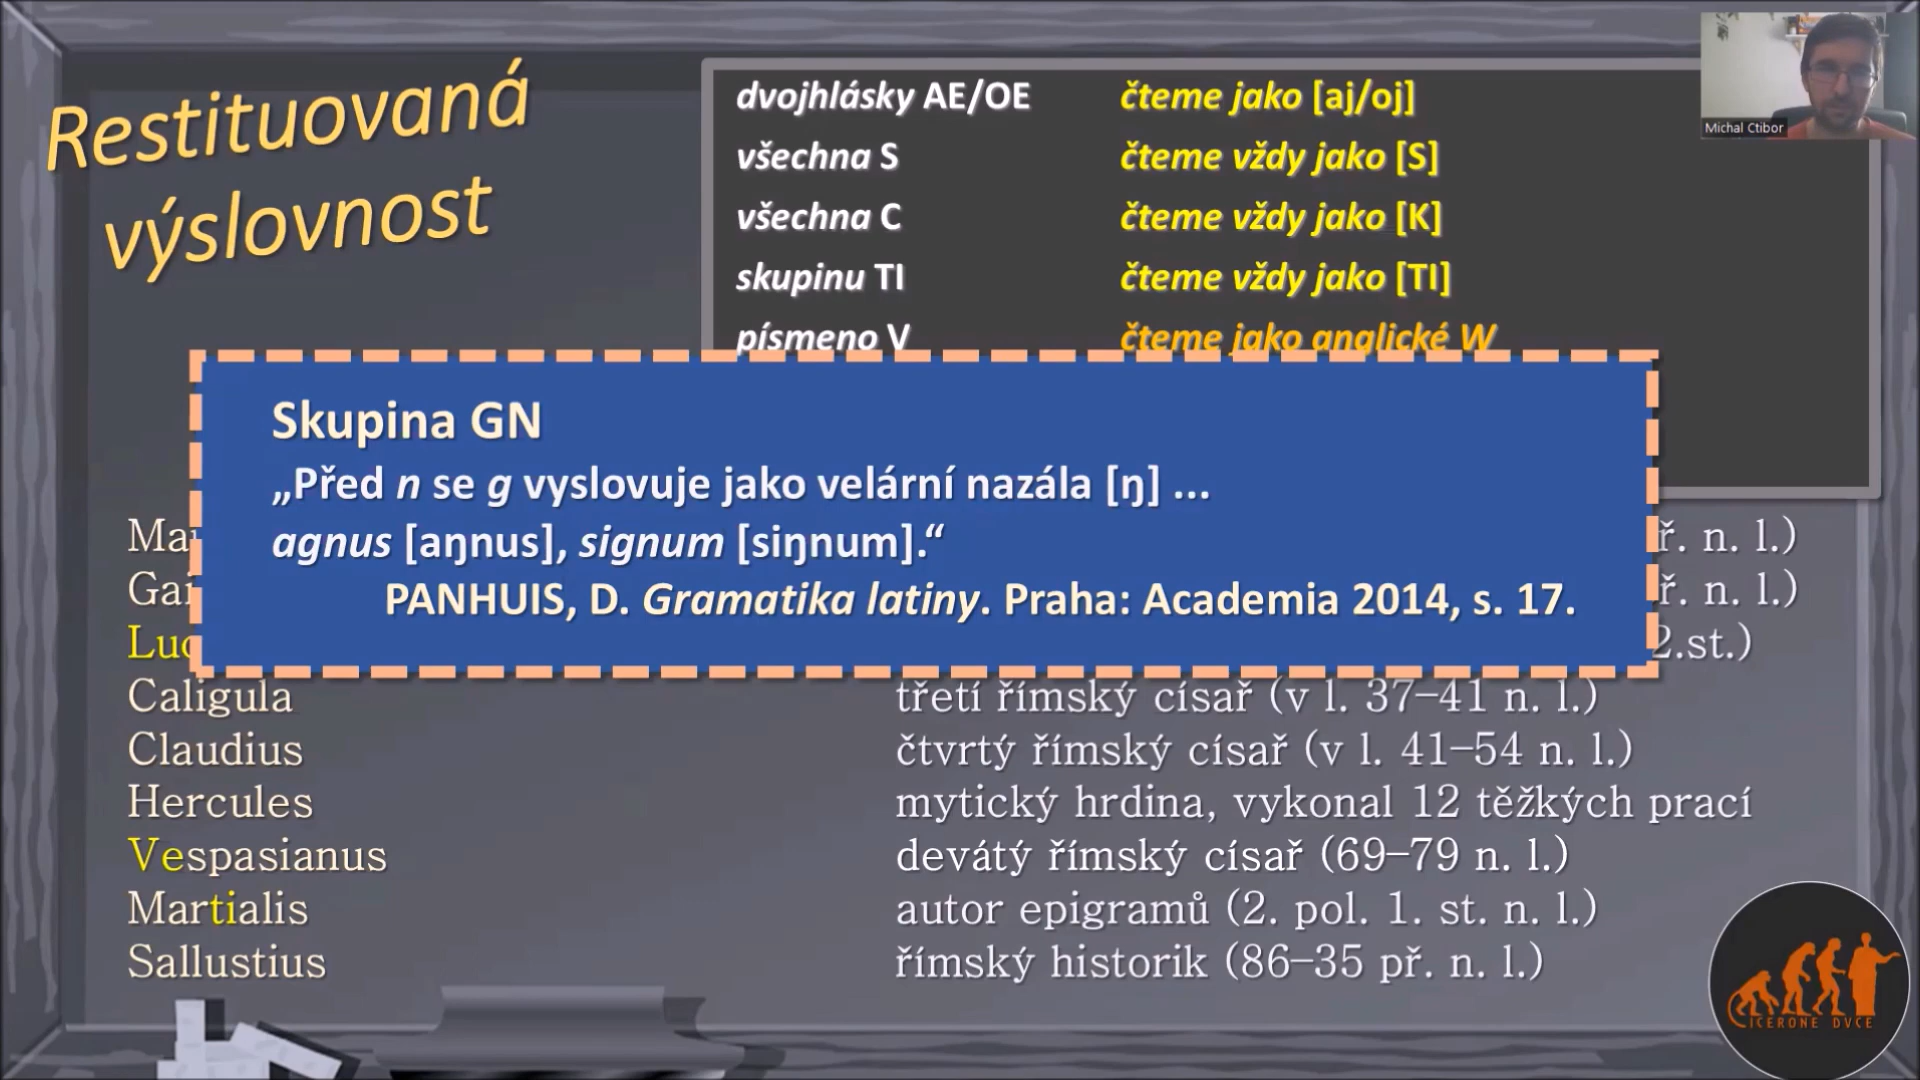 Restituovaná
výslovnost
dvojhlásky AE/OE čteme jako [aj/oj]
všechna S čteme vždy jako [S]
všechna C čteme vždy jako [K]
skupinu TI čteme vždy jako [TI]
písmeno V čteme jako anglické W
Michal Ctibor
Skupina GN
„Před n se g vyslovuje jako velární nazála [ŋ] ...
agnus [aŋnus], signum [siŋnum].“
PANHUIS, D. Gramatika latiny. Praha: Academia 2014, s. 17.
ř. n. l.)
Gai ř. n. l.)
Luc 2.st.)
Caligula třetí římský císař (v l. 37–41 n. l.)
Claudius čtvrtý římský císař (v l. 41–54 n. l.)
Hercules mytický hrdina, vykonal 12 těžkých prací
Vespasianus devátý římský císař (69–79 n. l.)
Martialis autor epigramů (2. pol. 1. st. n. l.)
Sallustius římský historik (86–35 př. n. l.)
CICERONE DVCE